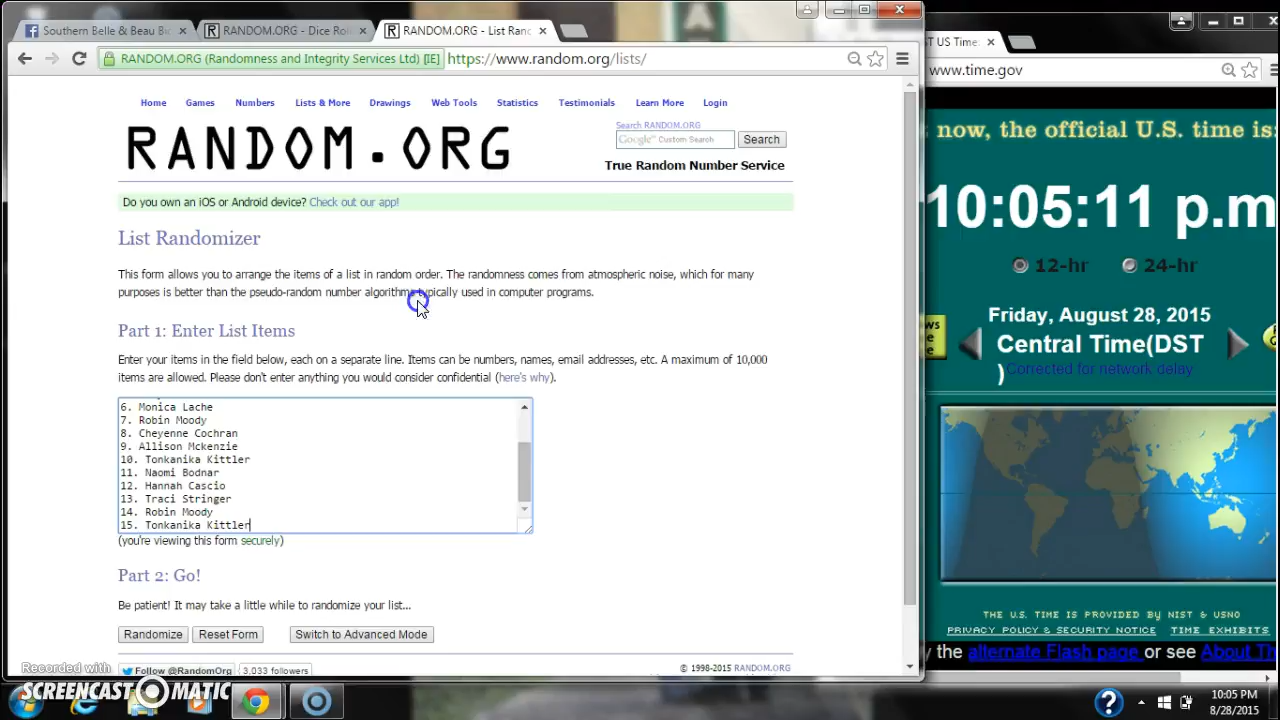 Southern Belle & Beau Bi
RANDOM.ORG - Dice Ro
RANDOM.ORG - List Ran
T US Time
RANDOM.ORG (Randomness and Integrity Services Ltd) [IE]
https://www.random.org/lists/
www.time.gov
Home Games Numbers Lists & More Drawings Web Tools Statistics Testimonials Learn More Login
RANDOM.ORG
Search RANDOM.ORG
Google™ Custom Search
Search
True Random Number Service
Do you own an iOS or Android device? Check out our app!
List Randomizer
This form allows you to arrange the items of a list in random order. The randomness comes from atmospheric noise, which for many
purposes is better than the pseudo-random number algorithms typically used in computer programs.
Part 1: Enter List Items
Enter your items in the field below, each on a separate line. Items can be numbers, names, email addresses, etc. A maximum of 10,000
items are allowed. Please don't enter anything you would consider confidential (here's why).
6. Monica Lache
7. Robin Moody
8. Cheyenne Cochran
9. Allison Mckenzie
10. Tonkanika Kittler
11. Naomi Bodnar
12. Hannah Cascio
13. Traci Stringer
14. Robin Moody
15. Tonkanika Kittler
(you're viewing this form securely)
Part 2: Go!
Be patient! It may take a little while to randomize your list...
Randomize
Reset Form
Switch to Advanced Mode
Follow @RandomOrg
3,033 followers
© 1998-2015 RANDOM.ORG
now, the official U.S. time is:
10:05:11 p.m
12-hr
24-hr
Friday, August 28, 2015
Central Time(DST
)
Corrected for network delay
THE U.S. TIME IS PROVIDED BY NIST & USNO
PRIVACY POLICY & SECURITY NOTICE
TIME EXHIBITS
y the alternate Flash page or see About Th
Recorded with
SCREENCAST MATIC
10:05 PM
8/28/2015